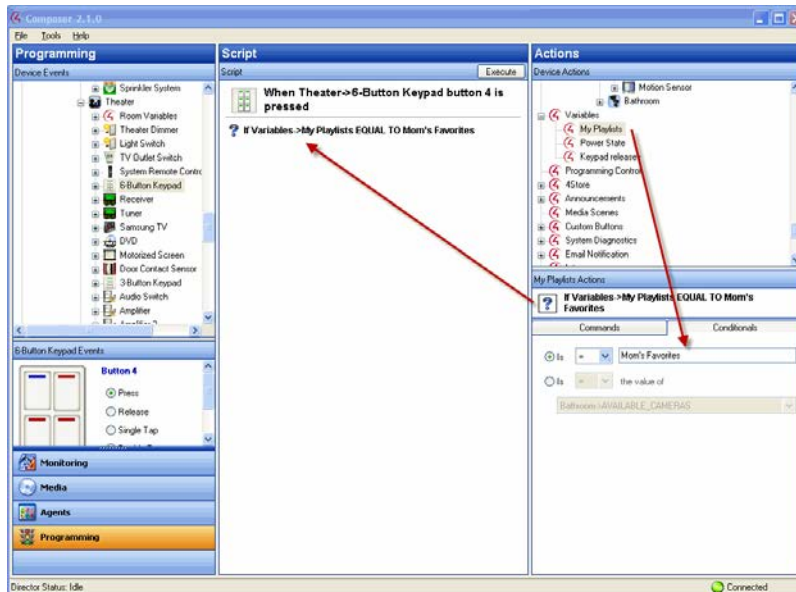 Composer 2.1.0
File Tools Help
Programming
Device Events
Sprinkler System
Theater
Room Variables
Theater Dimmer
Light Switch
TV Outlet Switch
System Remote Contrc
6-Button Keypad
Receiver
Tuner
Samsung TV
DVD
Motorized Screen
Door Contact Sensor
3-Button Keypad
Audio Switch
Amplifier
6-Button Keypad Events
Button 4
Press
Release
Single Tap
Monitoring
Media
Agents
Programming
Director Status: Idle
Script
Script Execute
When Theater->6-Button Keypad button 4 is
pressed
? If Variables->My Playlists EQUAL TO Mom's Favorites
Actions
Device Actions
Motion Sensor
Bathroom
Variables
My Playlists
Power State
Keypad releases
Programming Control
4Store
Announcements
Media Scenes
Custom Buttons
System Diagnostics
Email Notification
My Playlists Actions
? If Variables->My Playlists EQUAL TO Mom's
Favorites
Commands Conditionals
Is = Mom's Favorites
Is = the value of
Bathroom->AVAILABLE_CAMERAS
Connected